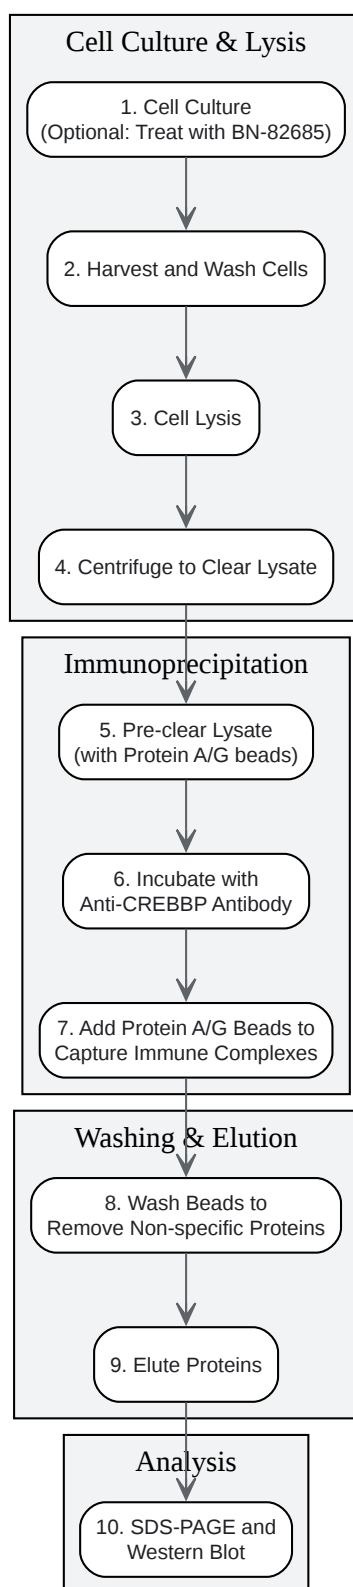 Cell Culture & Lysis
1. Cell Culture
(Optional: Treat with BN-82685)
2. Harvest and Wash Cells
3. Cell Lysis
4. Centrifuge to Clear Lysate
Immunoprecipitation
5. Pre-clear Lysate
(with Protein A/G beads)
6. Incubate with
Anti-CREBBP Antibody
7. Add Protein A/G Beads to
Capture Immune Complexes
Washing & Elution
8. Wash Beads to
Remove Non-specific Proteins
9. Elute Proteins
Analysis
10. SDS-PAGE and
Western Blot